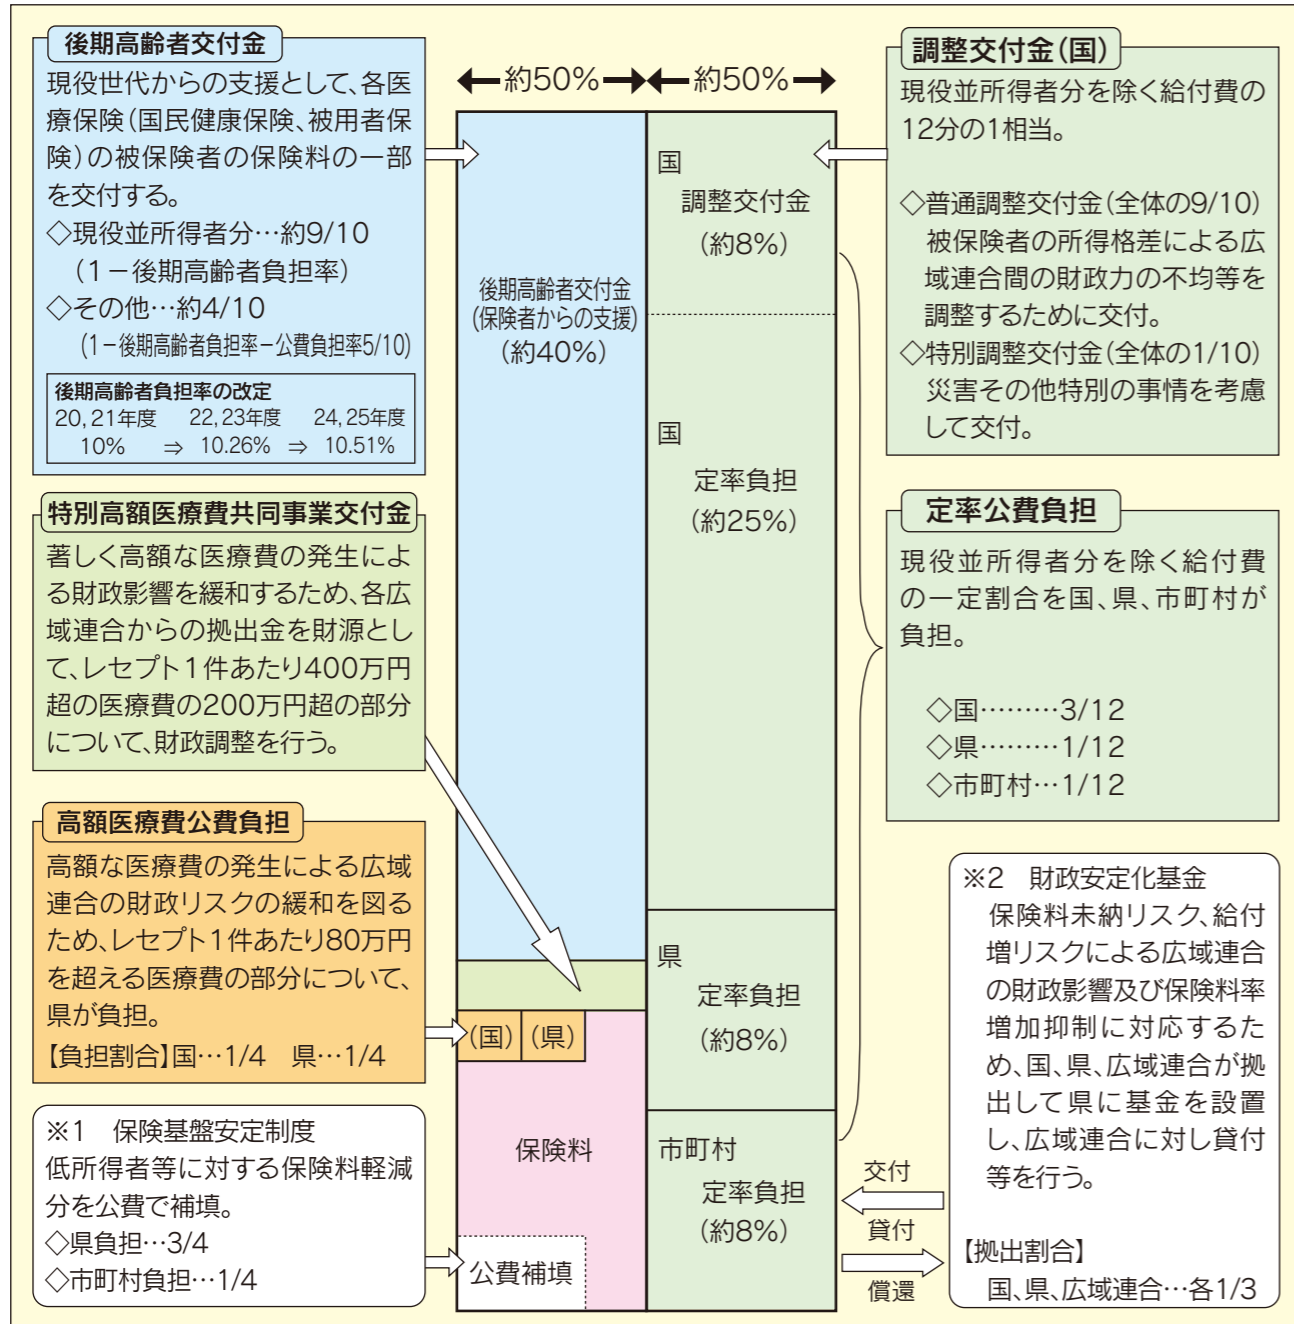 後期高齢者交付金
現役世代からの支援として、各医
療保険(国民健康保険、被用者保
険)の被保険者の保険料の一部
を交付する。
◇現役並所得者分…約9/10
(1－後期高齢者負担率)
◇その他…約4/10
(1－後期高齢者負担率－公費負担率5/10)
後期高齢者負担率の改定
20,21年度 22,23年度 24,25年度
10% ⇒ 10.26% ⇒ 10.51%
特別高額医療費共同事業交付金
著しく高額な医療費の発生によ
る財政影響を緩和するため、各広
域連合からの拠出金を財源とし
て、レセプト1件あたり400万円
超の医療費の200万円超の部分
について、財政調整を行う。
高額医療費公費負担
高額な医療費の発生による広域
連合の財政リスクの緩和を図る
ため、レセプト1件あたり80万円
を超える医療費の部分について、
県が負担。
【負担割合】国…1/4 県…1/4
※1 保険基盤安定制度
低所得者等に対する保険料軽減
分を公費で補填。
◇県負担…3/4
◇市町村負担…1/4
約50% 約50%
後期高齢者交付金
(保険者からの支援)
(約40%)
(国) (県)
保険料
公費補填
国
調整交付金
(約8%)
国
定率負担
(約25%)
県
定率負担
(約8%)
市町村
定率負担
(約8%)
調整交付金(国)
現役並所得者分を除く給付費の
12分の1相当。
◇普通調整交付金(全体の9/10)
被保険者の所得格差による広
域連合間の財政力の不均等を
調整するために交付。
◇特別調整交付金(全体の1/10)
災害その他特別の事情を考慮
して交付。
定率公費負担
現役並所得者分を除く給付費
の一定割合を国、県、市町村が
負担。
◇国………3/12
◇県………1/12
◇市町村…1/12
※2 財政安定化基金
保険料未納リスク、給付
増リスクによる広域連合
の財政影響及び保険料率
増加抑制に対応するた
め、国、県、広域連合が拠
出して県に基金を設置
し、広域連合に対し貸付
等を行う。
【拠出割合】
国、県、広域連合…各1/3
交付
貸付
償還